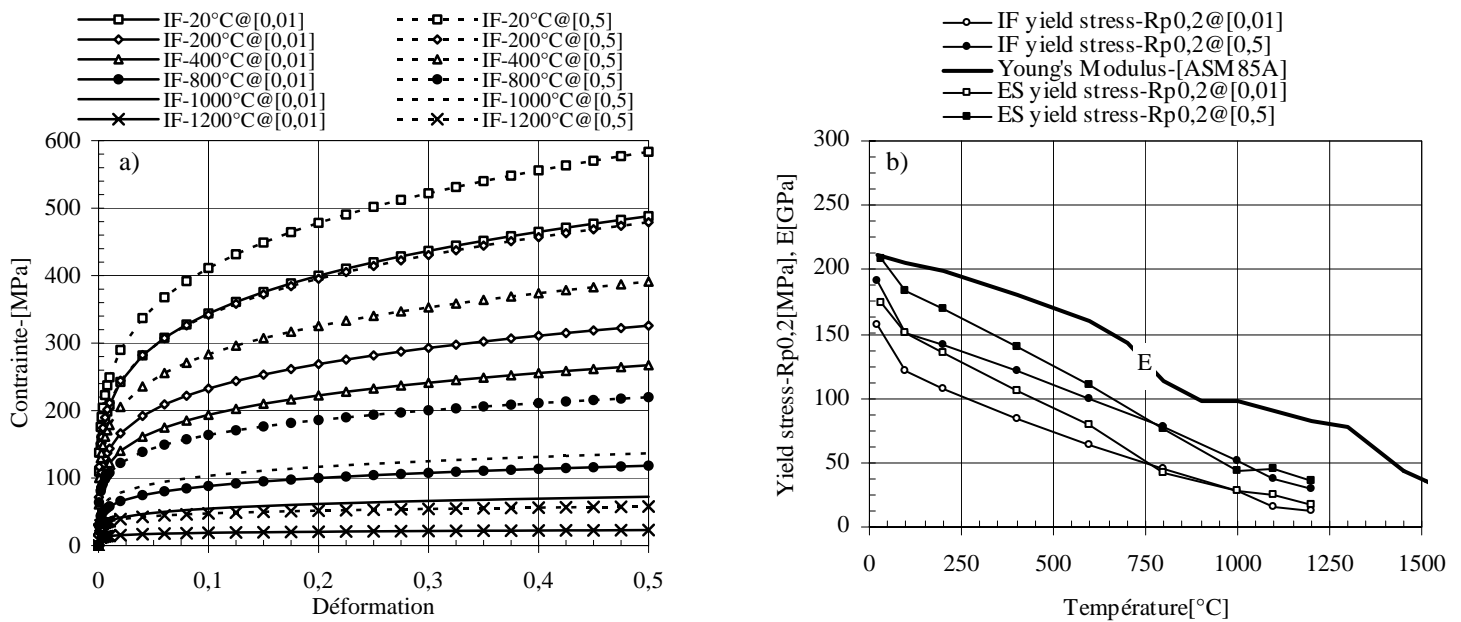 IF-20°C@[0,01]
IF-200°C@[0,01]
IF-400°C@[0,01]
IF-800°C@[0,01]
IF-1000°C@[0,01]
IF-1200°C@[0,01]
IF-20°C@[0,5]
IF-200°C@[0,5]
IF-400°C@[0,5]
IF-800°C@[0,5]
IF-1000°C@[0,5]
IF-1200°C@[0,5]
a)
Contrainte-[MPa]
600
500
400
300
200
100
0
0
0,1
0,2
0,3
0,4
0,5
Déformation
IF yield stress-Rp0,2@[0,01]
IF yield stress-Rp0,2@[0,5]
Young's Modulus-[ASM85A]
ES yield stress-Rp0,2@[0,01]
ES yield stress-Rp0,2@[0,5]
b)
Yield stress-Rp0,2[MPa], E[GPa]
300
250
200
150
100
50
0
E
0
250
500
750
1000
1250
1500
Température[°C]